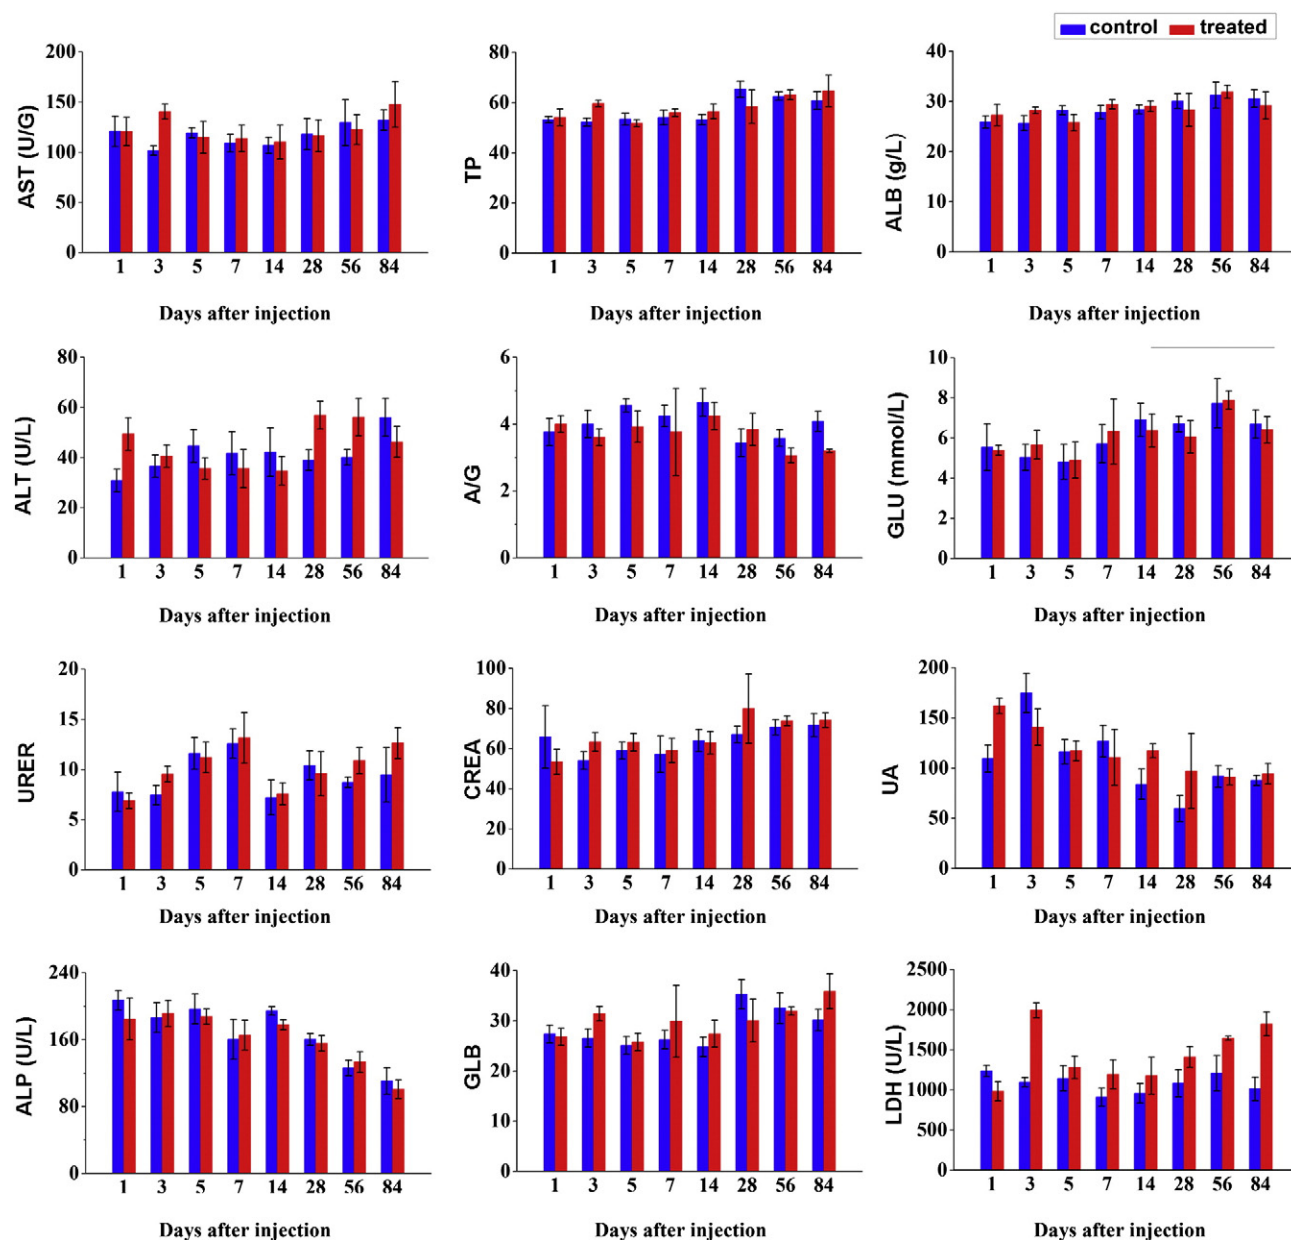 control treated
200
150
100
50
0
AST (U/G)
1 3 5 7 14 28 56 84
Days after injection
80
60
40
20
0
TP
1 3 5 7 14 28 56 84
Days after injection
40
30
20
10
0
ALB (g/L)
1 3 5 7 14 28 56 84
Days after injection
80
60
40
20
0
ALT (U/L)
1 3 5 7 14 28 56 84
Days after injection
6
4
2
0
A/G
1 3 5 7 14 28 56 84
Days after injection
10
8
6
4
2
0
GLU (mmol/L)
1 3 5 7 14 28 56 84
Days after injection
20
15
10
5
0
URER
1 3 5 7 14 28 56 84
Days after injection
100
80
60
40
20
0
CREA
1 3 5 7 14 28 56 84
Days after injection
200
150
100
50
0
UA
1 3 5 7 14 28 56 84
Days after injection
240
160
80
0
ALP (U/L)
1 3 5 7 14 28 56 84
Days after injection
40
30
20
10
0
GLB
1 3 5 7 14 28 56 84
Days after injection
2500
2000
1500
1000
500
0
LDH (U/L)
1 3 5 7 14 28 56 84
Days after injection